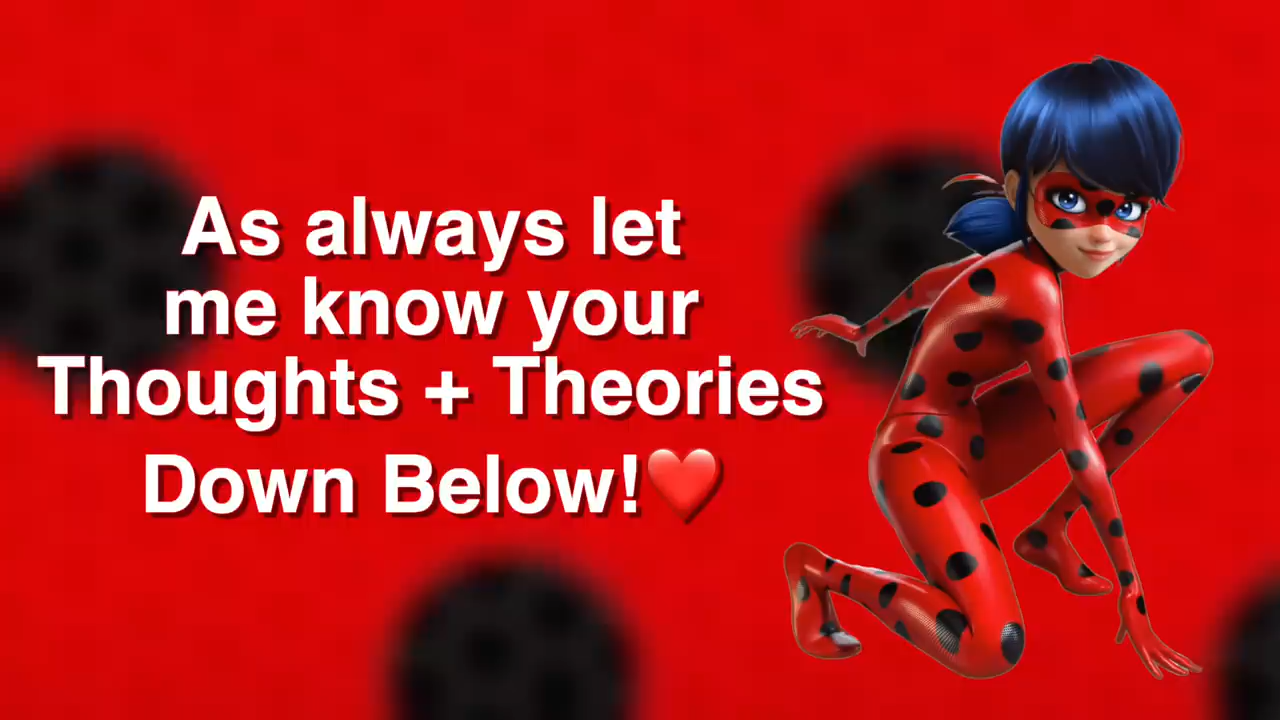 As always let
me know your
Thoughts + Theories
Down Below!❤️